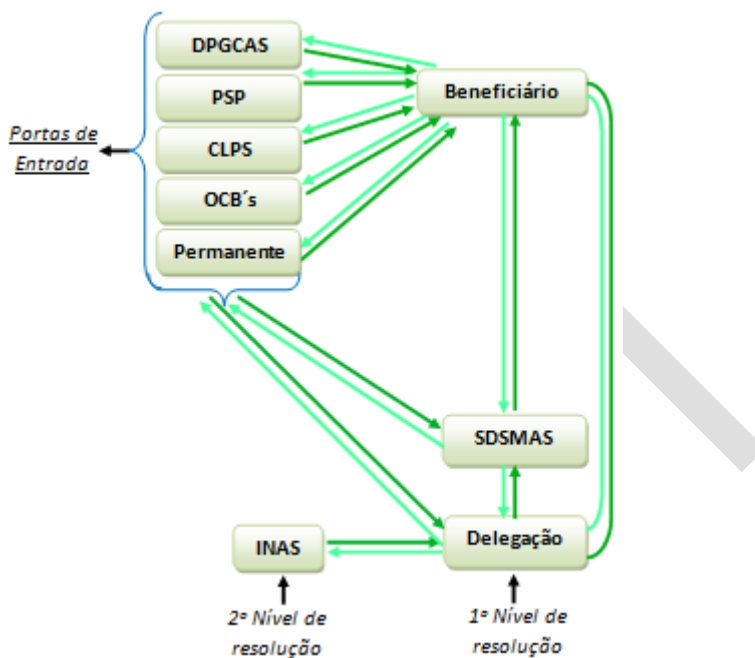 DPGCAS
PSP
CLPS
OCB´s
Permanente
Portas de
Entrada
Beneficiário
SDSMAS
Delegação
INAS
2º Nível de
resolução
1º Nível de
resolução